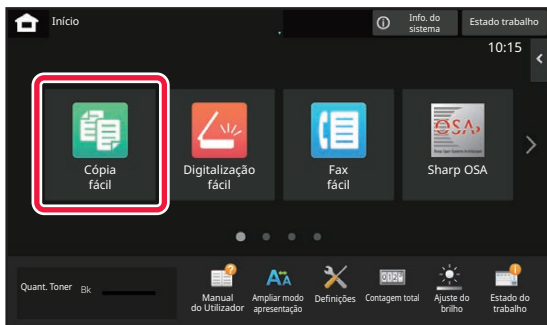 Início
Info. do
sistema
Estado trabalho
10:15
Cópia
fácil
Digitalização
fácil
Fax
fácil
OSA
Sharp OSA
Quant. Toner
Bk
Manual
do Utilizador
Ampliar modo
apresentação
Definições
Contagem total
Ajuste do
brilho
Estado do
trabalho